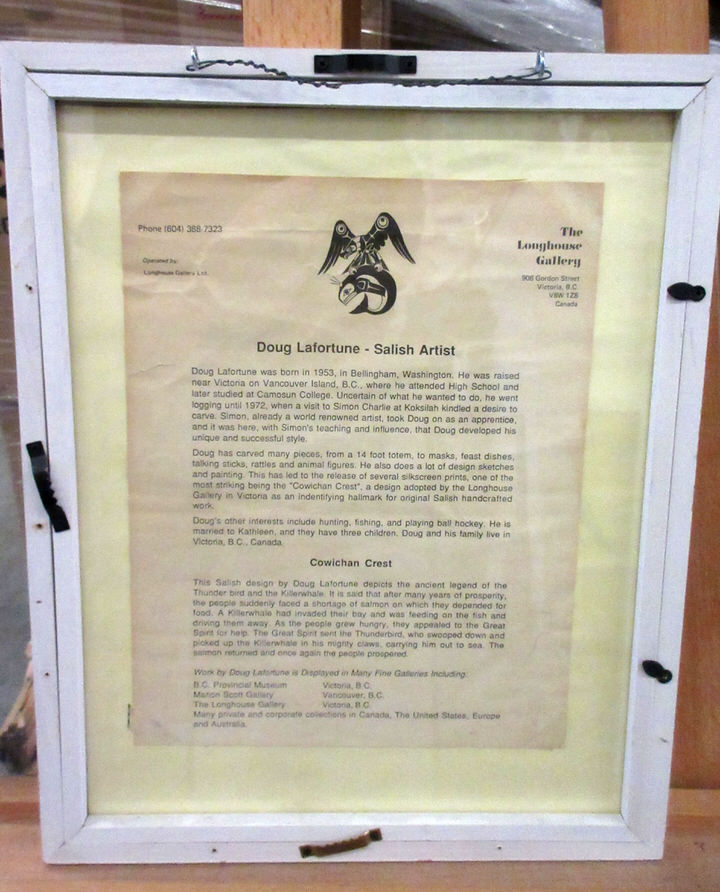 Phone (604) 388 7323
Operated by:
Longhouse Gallery Ltd.
The
Longhouse
Gallery
908 Gordon Street
Victoria, B.C.
V8W 1Z8
Canada
Doug Lafortune - Salish Artist
Doug Lafortune was born in 1953, in Bellingham, Washington. He was raised
near Victoria on Vancouver Island, B.C., where he attended High School and
later studied at Camosun College. Uncertain of what he wanted to do, he went
logging until 1972, when a visit to Simon Charlie at Koksilah kindled a desire to
carve. Simon, already a world renowned artist, took Doug on as an apprentice,
and it was here, with Simon's teaching and influence, that Doug developed his
unique and successful style.
Doug has carved many pieces, from a 14 foot totem, to masks, feast dishes,
talking sticks, rattles and animal figures. He also does a lot of design sketches
and painting. This has led to the release of several silkscreen prints, one of the
most striking being the "Cowichan Crest", a design adopted by the Longhouse
Gallery in Victoria as an indentifying hallmark for original Salish handcrafted
work.
Doug's other interests include hunting, fishing, and playing ball hockey. He is
married to Kathleen, and they have three children. Doug and his family live in
Victoria, B.C., Canada.
Cowichan Crest
This Salish design by Doug Lafortune depicts the ancient legend of the
Thunder bird and the Killerwhale. It is said that after many years of prosperity,
the people suddenly faced a shortage of salmon on which they depended for
food. A Killerwhale had invaded their bay and was feeding on the fish and
driving them away. As the people grew hungry, they appealed to the Great
Spirit for help. The Great Spirit sent the Thunderbird, who swooped down and
picked up the Killerwhale in his mighty claws, carrying him out to sea. The
salmon returned and once again the people prospered.
Work by Doug Lafortune is Displayed in Many Fine Galleries Including:
B.C. Provincial Museum Victoria, B.C.
Marion Scott Gallery Vancouver, B.C.
The Longhouse Gallery Victoria, B.C.
Many private and corporate collections in Canada, The United States, Europe
and Australia.